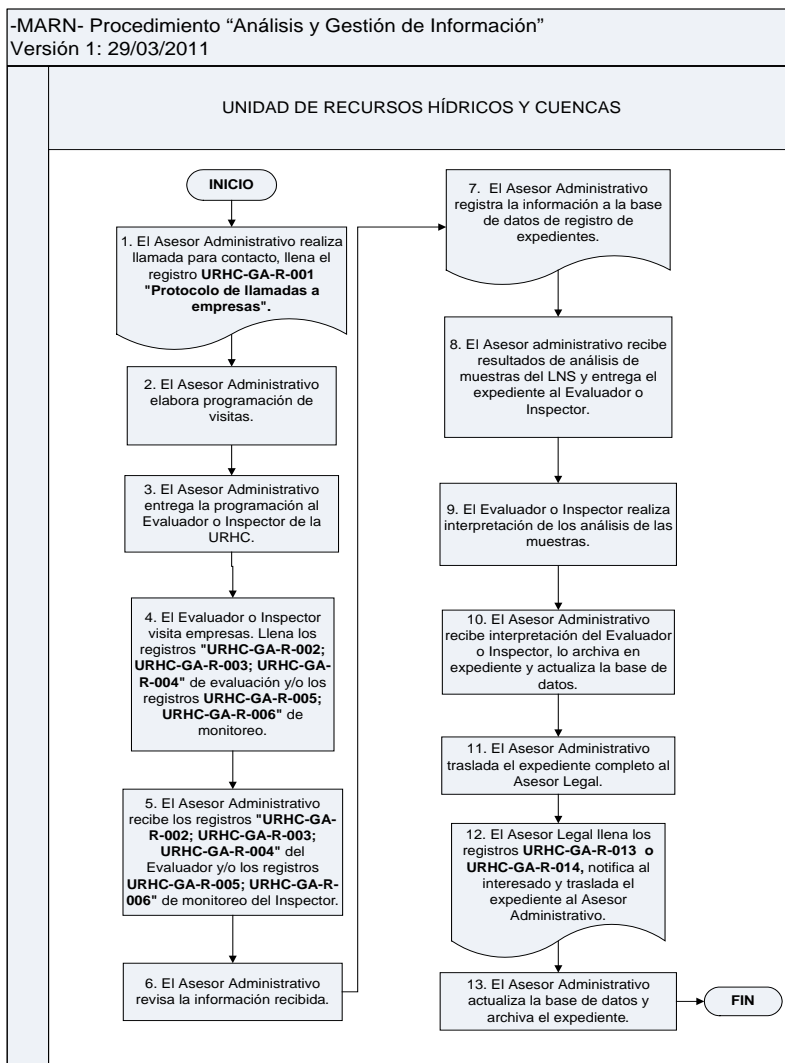 -MARN- Procedimiento “Análisis y Gestión de Información”
Versión 1: 29/03/2011
UNIDAD DE RECURSOS HÍDRICOS Y CUENCAS
INICIO
1. El Asesor Administrativo realiza
llamada para contacto, llena el
registro URHC-GA-R-001
"Protocolo de llamadas a
empresas".
2. El Asesor Administrativo
elabora programación de
visitas.
3. El Asesor Administrativo
entrega la programación al
Evaluador o Inspector de la
URHC.
4. El Evaluador o Inspector
visita empresas. Llena los
registros "URHC-GA-R-002;
URHC-GA-R-003; URHC-GA-
R-004" de evaluación y/o los
registros URHC-GA-R-005;
URHC-GA-R-006" de
monitoreo.
5. El Asesor Administrativo
recibe los registros "URHC-GA-
R-002; URHC-GA-R-003;
URHC-GA-R-004" del
Evaluador y/o los registros
URHC-GA-R-005; URHC-GA-R-
006" de monitoreo del Inspector.
6. El Asesor Administrativo
revisa la información recibida.
7. El Asesor Administrativo
registra la información a la base
de datos de registro de
expedientes.
8. El Asesor administrativo recibe
resultados de análisis de
muestras del LNS y entrega el
expediente al Evaluador o
Inspector.
9. El Evaluador o Inspector realiza
interpretación de los análisis de las
muestras.
10. El Asesor Administrativo
recibe interpretación del Evaluador
o Inspector, lo archiva en
expediente y actualiza la base de
datos.
11. El Asesor Administrativo
traslada el expediente completo al
Asesor Legal.
12. El Asesor Legal llena los
registros URHC-GA-R-013 o
URHC-GA-R-014, notifica al
interesado y traslada el
expediente al Asesor
Administrativo.
13. El Asesor Administrativo
actualiza la base de datos y
archiva el expediente.
FIN